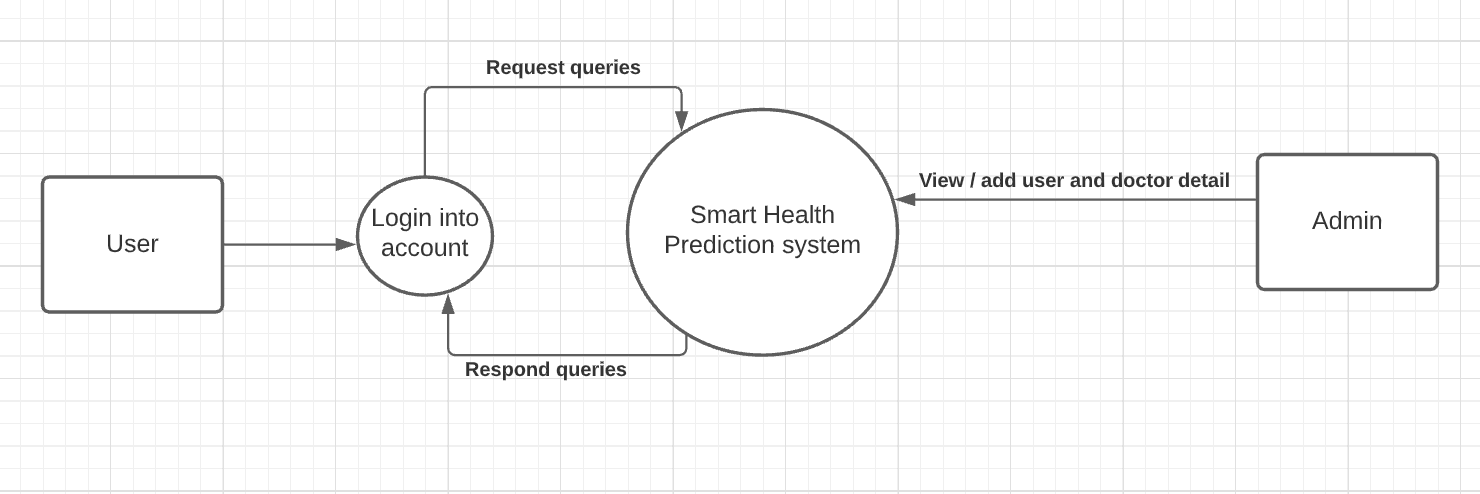 Request queries
View / add user and doctor detail
Login into
account
Smart Health
Prediction system
User
Admin
Respond queries